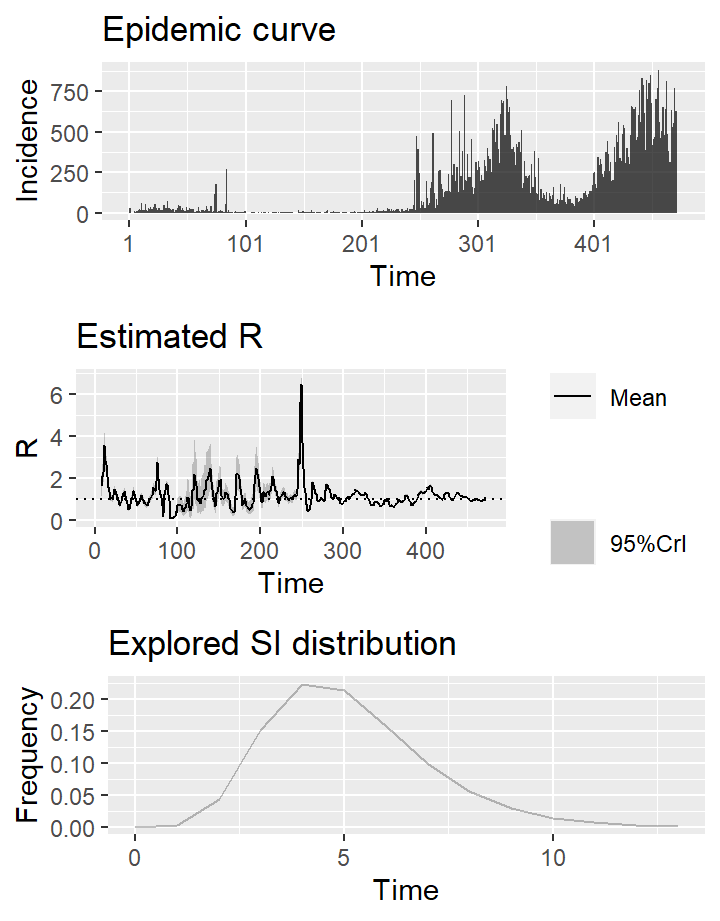 Epidemic curve
Incidence
750
500
250
0
1 101 201 301 401
Time
Estimated R
R
6
4
2
0
0 100 200 300 400
Time
Mean
95%CrI
Explored SI distribution
Frequency
0.20
0.15
0.10
0.05
0.00
0 5 10
Time